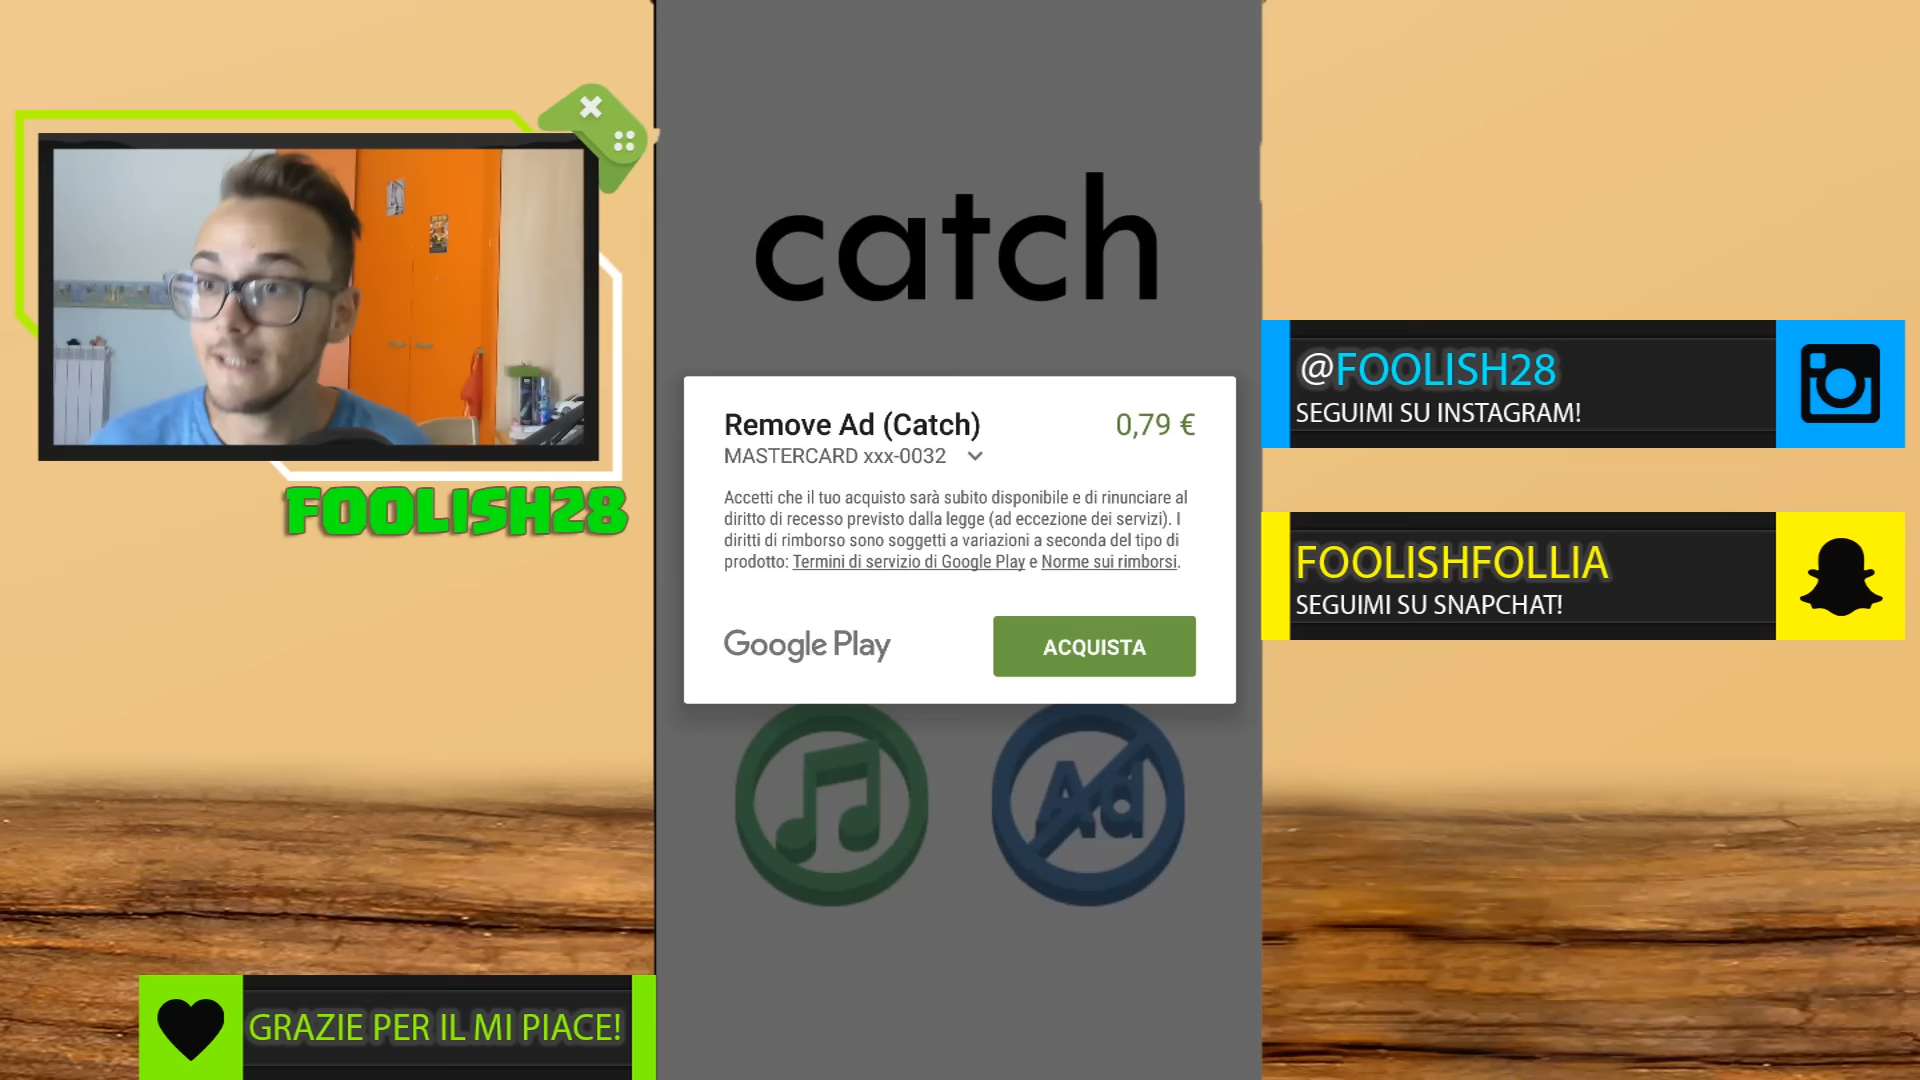 FOOLISH28
catch
Remove Ad (Catch)
0,79 €
MASTERCARD xxx-0032
Accetti che il tuo acquisto sarà subito disponibile e di rinunciare al
diritto di recesso previsto dalla legge (ad eccezione dei servizi). I
diritti di rimborso sono soggetti a variazioni a seconda del tipo di
prodotto: Termini di servizio di Google Play e Norme sui rimborsi.
Google Play
ACQUISTA
Ad
@FOOLISH28
SEGUIMI SU INSTAGRAM!
FOOLISHFOLLIA
SEGUIMI SU SNAPCHAT!
GRAZIE PER IL MI PIACE!